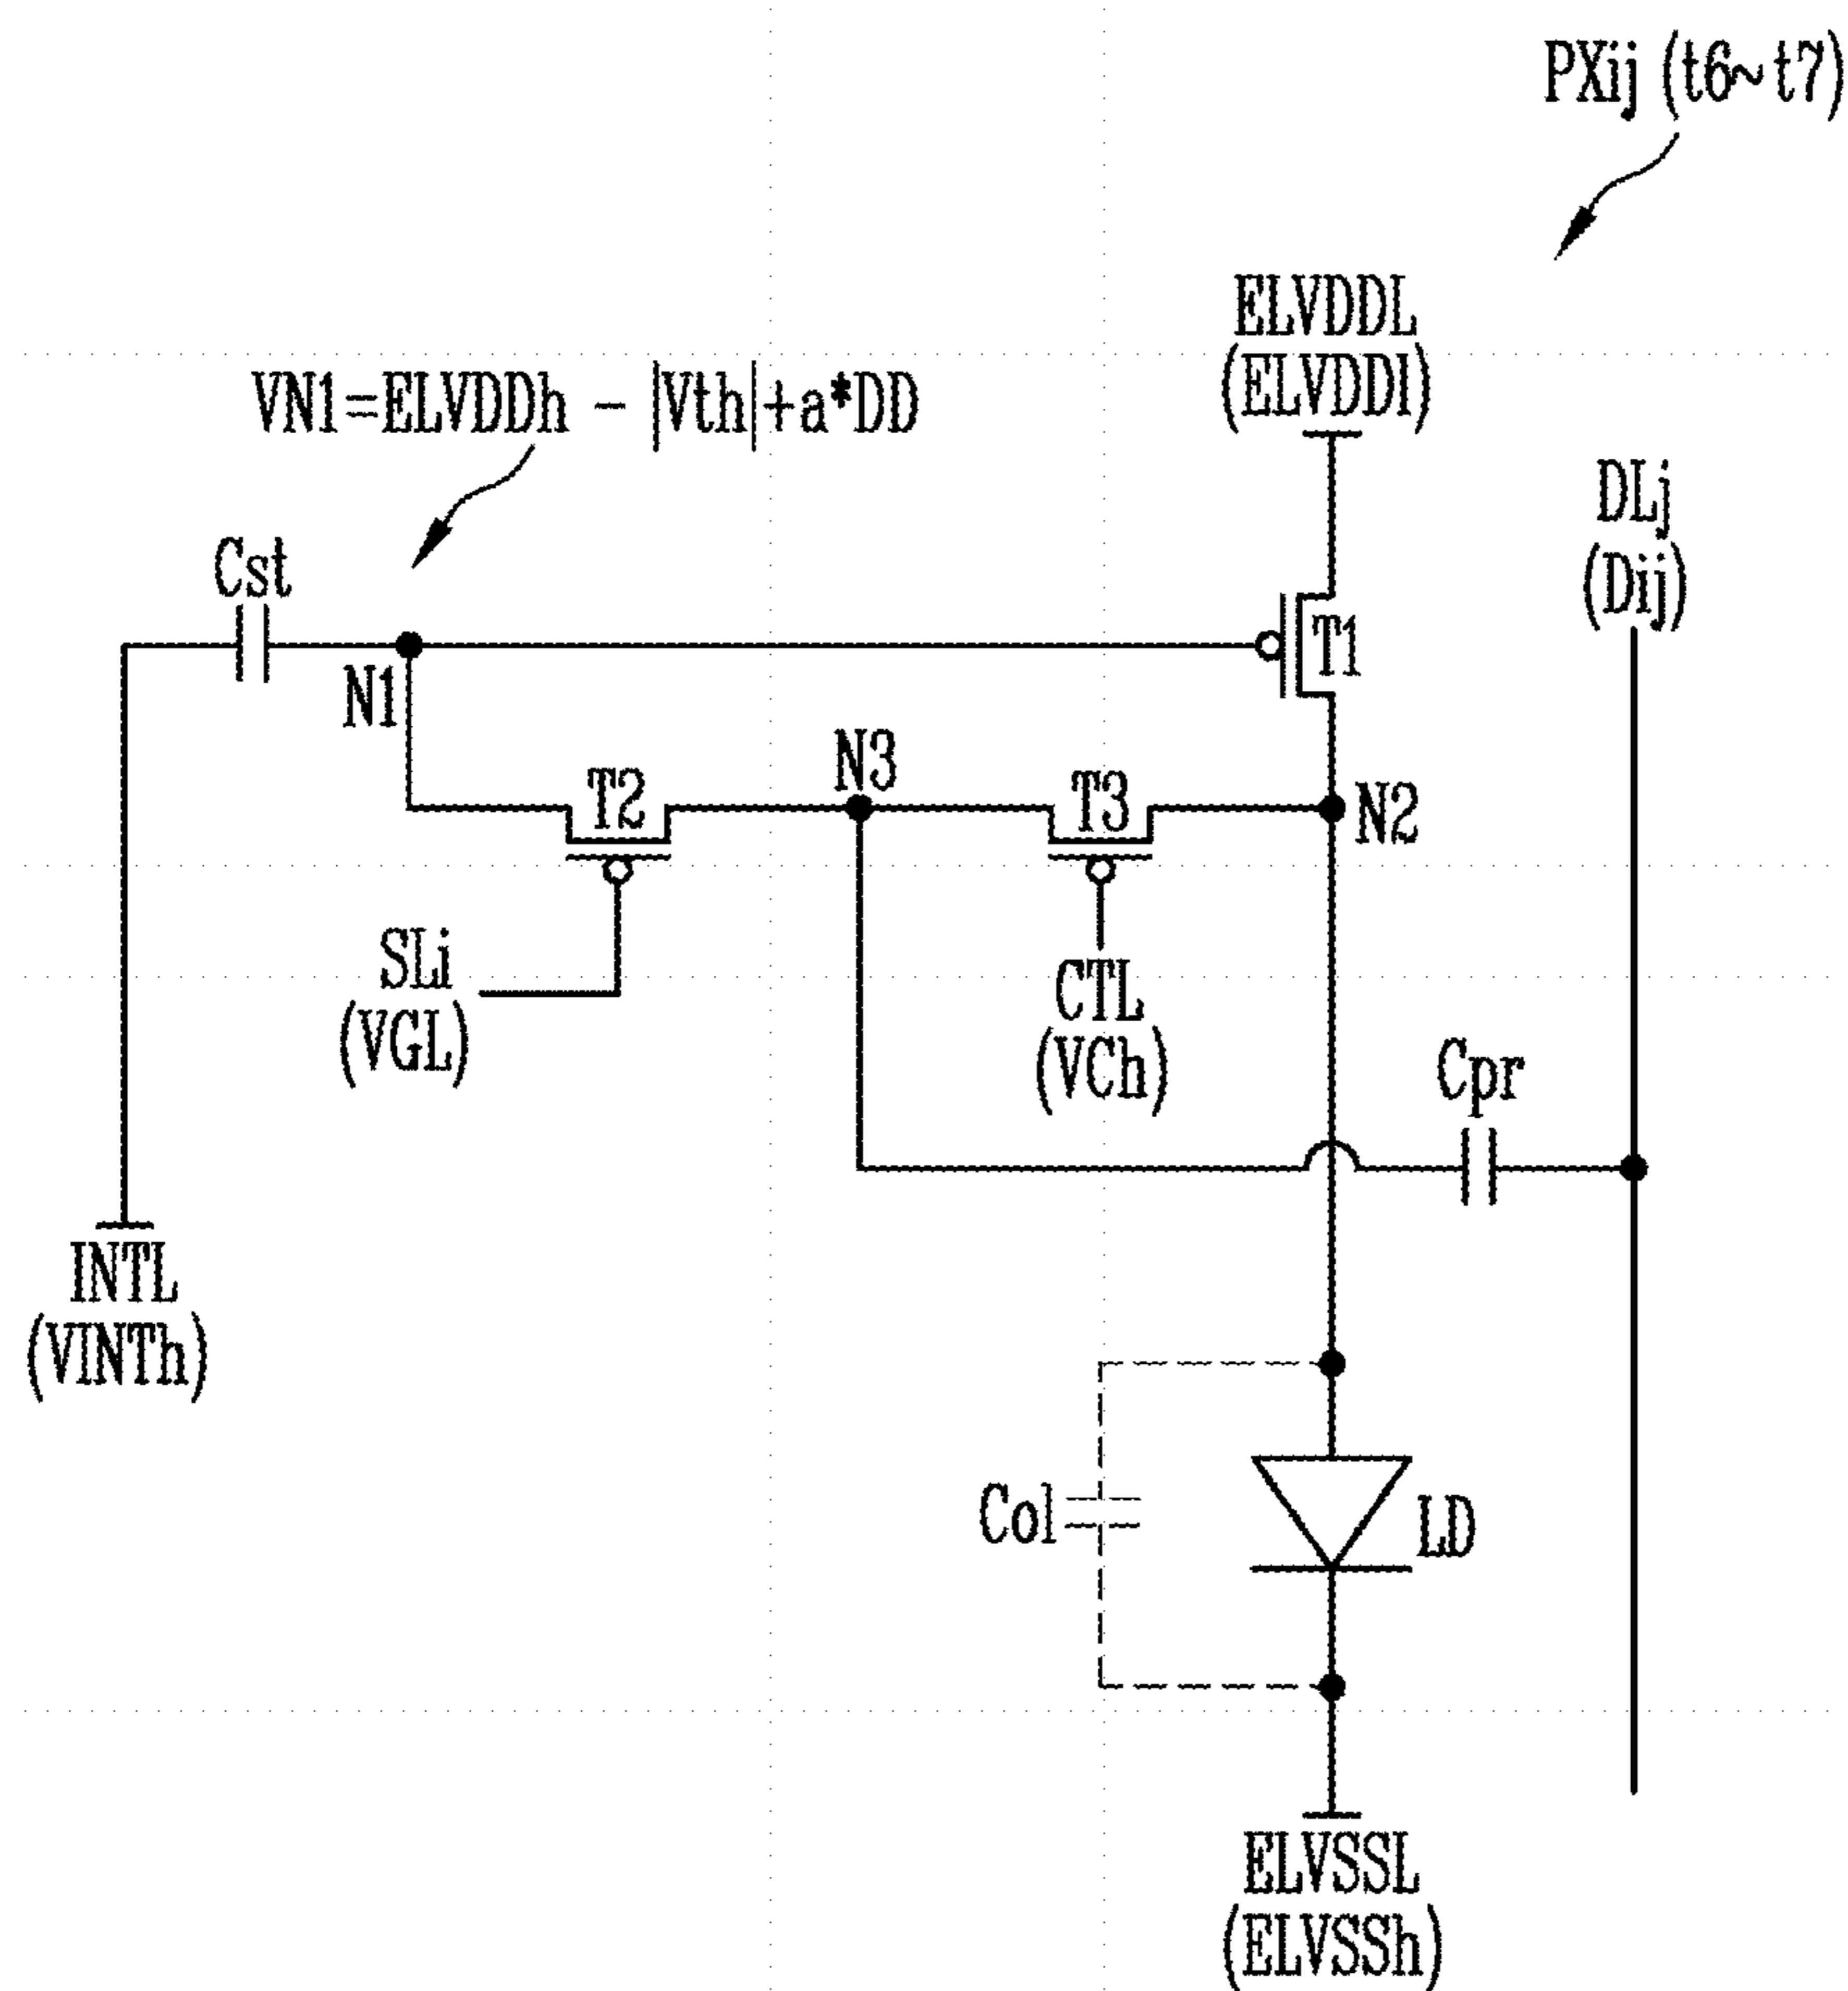 PXij (t6~t7)
ELVDDL
(ELVDDI)
VN1=ELVDDh - |Vth|+a*DD
DLj
(Dij)
Cst
T1
N1
N3
T2
T3
N2
SLi
(VGL)
CTL
(VCh)
Cpr
INTL
(VINTh)
Col
LD
ELVSSL
(ELVSSh)